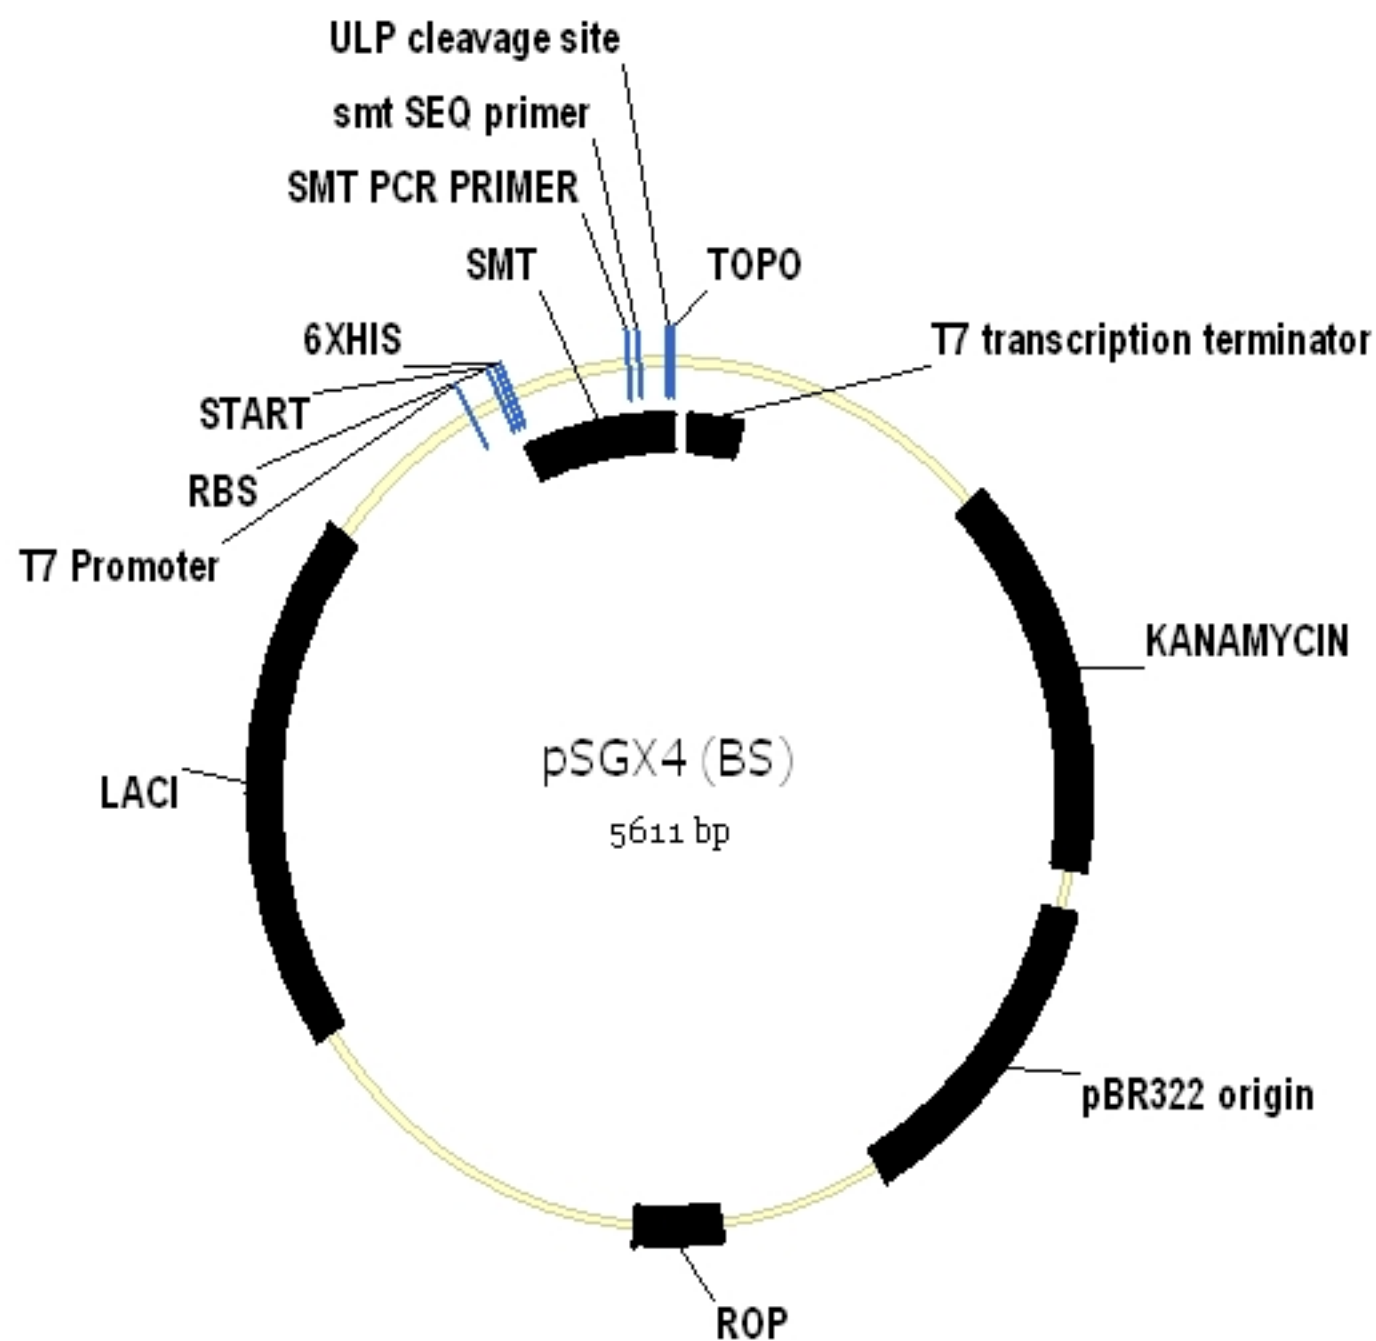 ULP cleavage site
smt SEQ primer
SMT PCR PRIMER
SMT
TOPO
6XHIS
T7 transcription terminator
START
RBS
T7 Promoter
KANAMYCIN
pSGX4 (BS)
LACI
5611 bp
pBR322 origin
ROP